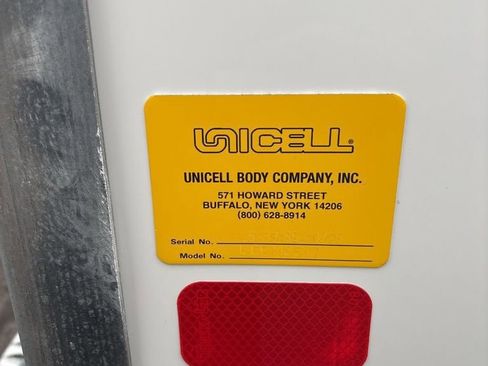 UNICELL
UNICELL BODY COMPANY, INC.
571 HOWARD STREET
BUFFALO, NEW YORK 14206
(800) 628-8914
Serial No.
Model No.